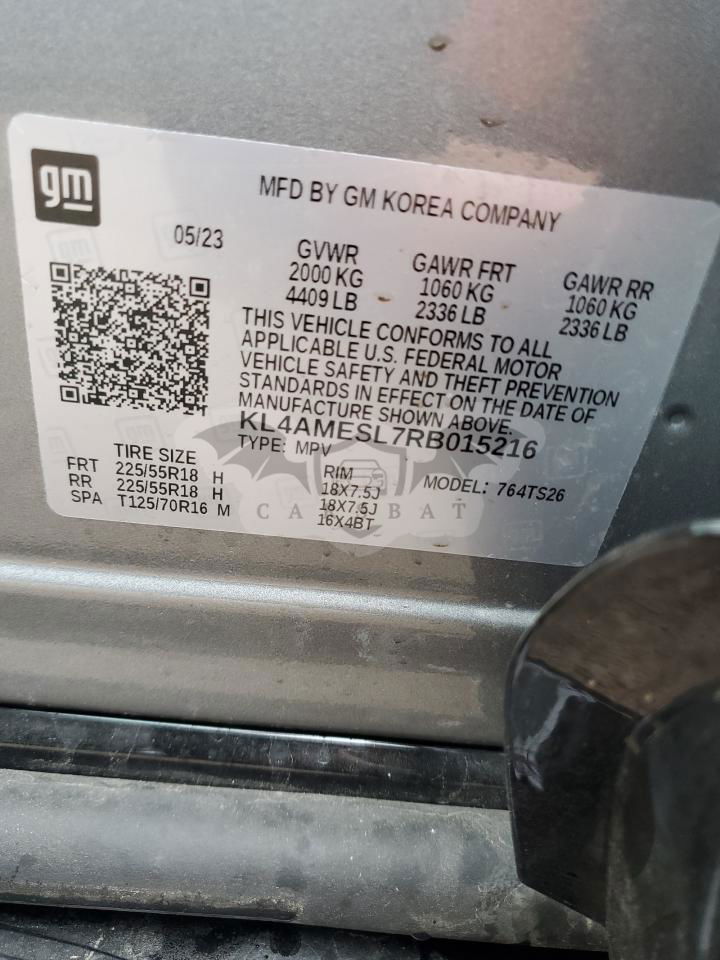 gm
MFD BY GM KOREA COMPANY
05/23
GVWR
2000 KG
4409 LB
GAWR FRT
1060 KG
2336 LB
GAWR RR
1060 KG
2336 LB
THIS VEHICLE CONFORMS TO ALL
APPLICABLE U.S. FEDERAL MOTOR
VEHICLE SAFETY AND THEFT PREVENTION
STANDARDS IN EFFECT ON THE DATE OF
MANUFACTURE SHOWN ABOVE.
KL4AMESL7RB015216
TYPE: MPV
MODEL: 764TS26
TIRE SIZE
RIM
FRT 225/55R18 H 18X7.5J
RR 225/55R18 H 18X7.5J
SPA T125/70R16 M 16X4BT